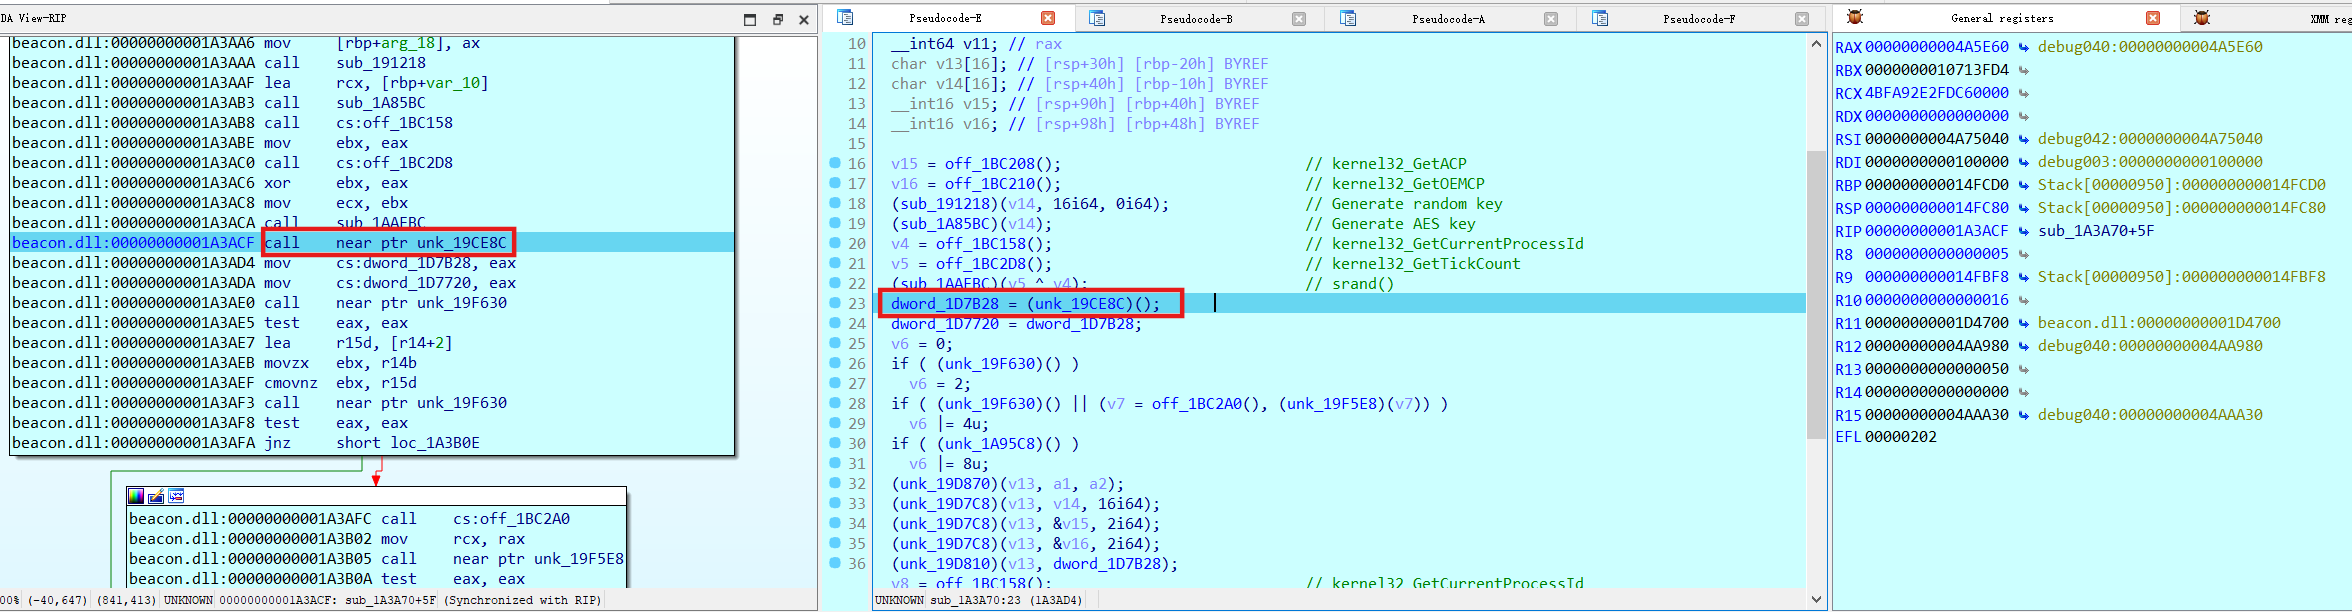 DA View-RIP
beacon.dll:00000000001A3AA6 mov [rbp+arg_18], ax
beacon.dll:00000000001A3AAA call sub_191218
beacon.dll:00000000001A3AAF lea rcx, [rbp+var_10]
beacon.dll:00000000001A3AB3 call sub_1A85BC
beacon.dll:00000000001A3AB8 call cs:off_1BC158
beacon.dll:00000000001A3ABE mov ebx, eax
beacon.dll:00000000001A3AC0 call cs:off_1BC2D8
beacon.dll:00000000001A3AC6 xor ebx, eax
beacon.dll:00000000001A3AC8 mov ecx, ebx
beacon.dll:00000000001A3ACA call sub_1AAEBC
beacon.dll:00000000001A3ACF call near ptr unk_19CE8C
beacon.dll:00000000001A3AD4 mov cs:dword_1D7B28, eax
beacon.dll:00000000001A3ADA mov cs:dword_1D7720, eax
beacon.dll:00000000001A3AE0 call near ptr unk_19F630
beacon.dll:00000000001A3AE5 test eax, eax
beacon.dll:00000000001A3AE7 lea r15d, [r14+2]
beacon.dll:00000000001A3AEB movzx ebx, r14b
beacon.dll:00000000001A3AEF cmovnz ebx, r15d
beacon.dll:00000000001A3AF3 call near ptr unk_19F630
beacon.dll:00000000001A3AF8 test eax, eax
beacon.dll:00000000001A3AFA jnz short loc_1A3B0E
beacon.dll:00000000001A3AFC call cs:off_1BC2A0
beacon.dll:00000000001A3B02 mov rcx, rax
beacon.dll:00000000001A3B05 call near ptr unk_19F5E8
beacon.dll:00000000001A3B0A test eax, eax
00% (-40,647) (841,413) UNKNOWN 00000000001A3ACF: sub_1A3A70+5F (Synchronized with RIP)
Pseudocode-E Pseudocode-B Pseudocode-A Pseudocode-F
10 __int64 v11; // rax
11 char v13[16]; // [rsp+30h] [rbp-20h] BYREF
12 char v14[16]; // [rsp+40h] [rbp-10h] BYREF
13 __int16 v15; // [rsp+90h] [rbp+40h] BYREF
14 __int16 v16; // [rsp+98h] [rbp+48h] BYREF
15
16 v15 = off_1BC208(); // kernel32_GetACP
17 v16 = off_1BC210(); // kernel32_GetOEMCP
18 (sub_191218)(v14, 16i64, 0i64); // Generate random key
19 (sub_1A85BC)(v14); // Generate AES key
20 v4 = off_1BC158(); // kernel32_GetCurrentProcessId
21 v5 = off_1BC2D8(); // kernel32_GetTickCount
22 (sub_1AAEBC)(v5 ^ v4); // srand()
23 dword_1D7B28 = (unk_19CE8C)();
24 dword_1D7720 = dword_1D7B28;
25 v6 = 0;
26 if ( (unk_19F630)() )
27 v6 = 2;
28 if ( (unk_19F630)() || (v7 = off_1BC2A0(), (unk_19F5E8)(v7)) )
29 v6 |= 4u;
30 if ( (unk_1A95C8)() )
31 v6 |= 8u;
32 (unk_19D870)(v13, a1, a2);
33 (unk_19D7C8)(v13, v14, 16i64);
34 (unk_19D7C8)(v13, &v15, 2i64);
35 (unk_19D7C8)(v13, &v16, 2i64);
36 (unk_19D810)(v13, dword_1D7B28);
v8 = off_1BC158(); // kernel32_GetCurrentProcessId
UNKNOWN sub_1A3A70:23 (1A3AD4)
General registers XMM reg
RAX 00000000004A5E60 debug040:00000000004A5E60
RBX 0000000010713FD4
RCX 4BFA92E2FDC60000
RDX 0000000000000000
RSI 0000000004A75040 debug042:0000000004A75040
RDI 0000000000100000 debug003:0000000000100000
RBP 000000000014FCD0 Stack[00000950]:000000000014FCD0
RSP 000000000014FC80 Stack[00000950]:000000000014FC80
RIP 00000000001A3ACF sub_1A3A70+5F
R8 0000000000000005
R9 000000000014FBF8 Stack[00000950]:000000000014FBF8
R10 0000000000000016
R11 00000000001D4700 beacon.dll:00000000001D4700
R12 00000000004AA980 debug040:00000000004AA980
R13 0000000000000050
R14 0000000000000000
R15 00000000004AAA30 debug040:00000000004AAA30
EFL 00000202